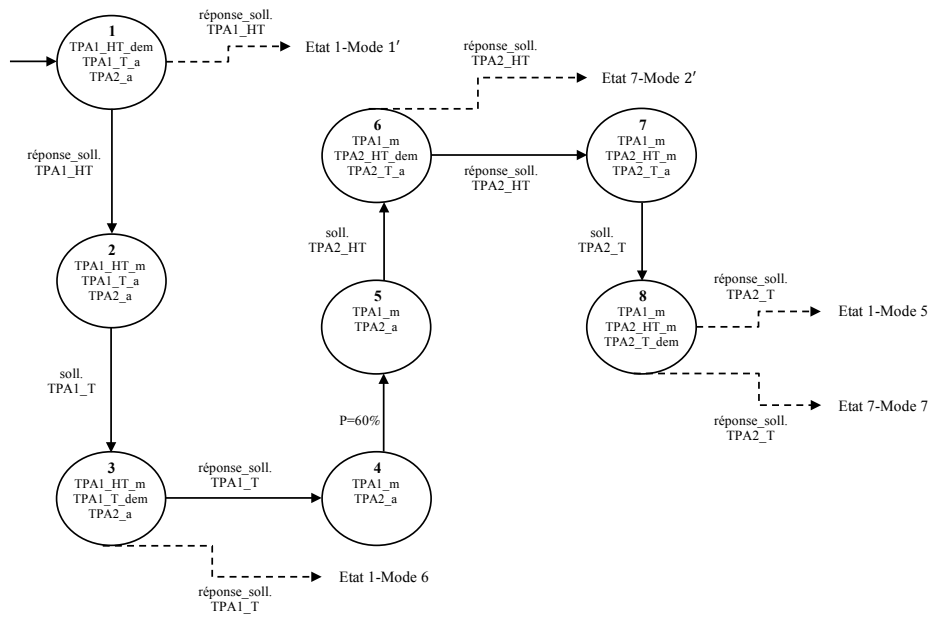 1
TPA1_HT_dem
TPA1_T_a
TPA2_a
réponse_soll.
TPA1_HT
Etat 1-Mode 1′
réponse_soll.
TPA1_HT
2
TPA1_HT_m
TPA1_T_a
TPA2_a
soll.
TPA1_T
3
TPA1_HT_m
TPA1_T_dem
TPA2_a
réponse_soll.
TPA1_T
Etat 1-Mode 6
réponse_soll.
TPA1_T
4
TPA1_m
TPA2_a
P=60%
5
TPA1_m
TPA2_a
soll.
TPA2_HT
6
TPA1_m
TPA2_HT_dem
TPA2_T_a
réponse_soll.
TPA2_HT
Etat 7-Mode 2′
réponse_soll.
TPA2_HT
7
TPA1_m
TPA2_HT_m
TPA2_T_a
soll.
TPA2_T
8
TPA1_m
TPA2_HT_m
TPA2_T_dem
réponse_soll.
TPA2_T
Etat 1-Mode 5
réponse_soll.
TPA2_T
Etat 7-Mode 7